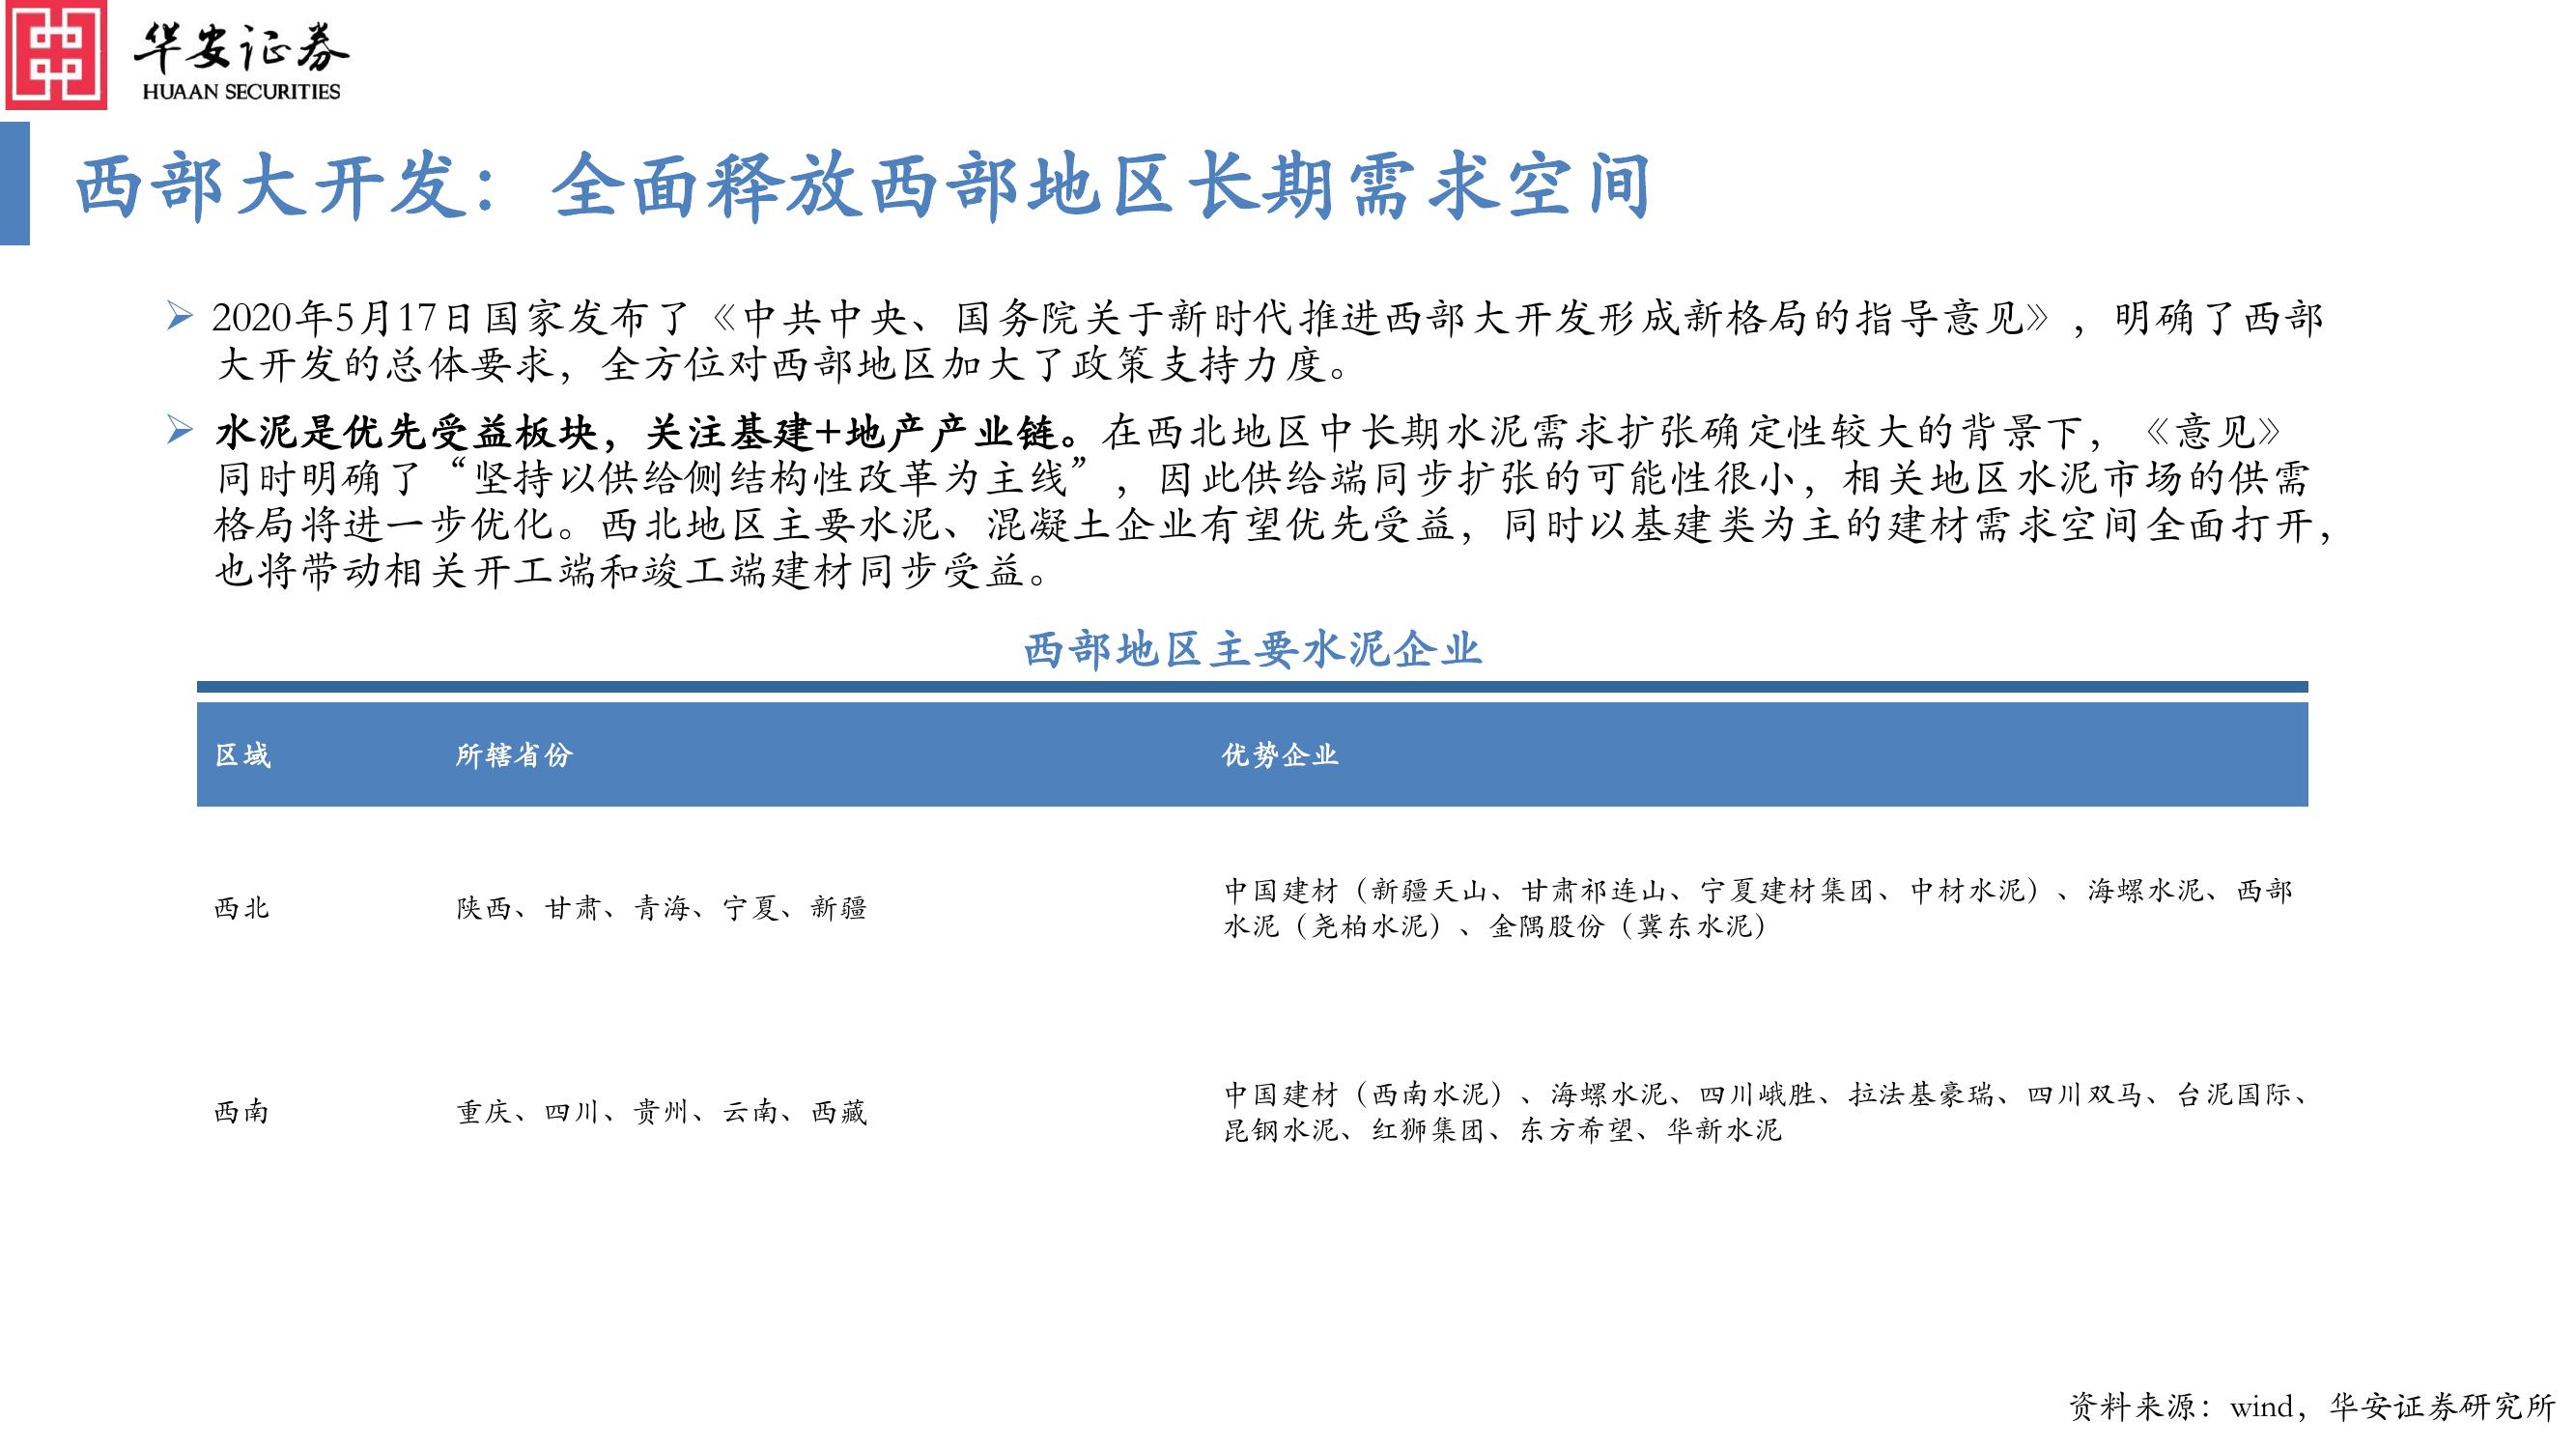 华安证券
HUAAN SECURITIES
西部大开发：全面释放西部地区长期需求空间
2020年5月17日国家发布了《中共中央、国务院关于新时代推进西部大开发形成新格局的指导意见》，明确了西部
大开发的总体要求，全方位对西部地区加大了政策支持力度。
水泥是优先受益板块，关注基建+地产产业链。在西北地区中长期水泥需求扩张确定性较大的背景下，《意见》
同时明确了“坚持以供给侧结构性改革为主线”，因此供给端同步扩张的可能性很小，相关地区水泥市场的供需
格局将进一步优化。西北地区主要水泥、混凝土企业有望优先受益，同时以基建类为主的建材需求空间全面打开，
也将带动相关开工端和竣工端建材同步受益。
西部地区主要水泥企业
区域 所辖省份 优势企业
西北 陕西、甘肃、青海、宁夏、新疆 中国建材（新疆天山、甘肃祁连山、宁夏建材集团、中材水泥）、海螺水泥、西部
水泥（尧柏水泥）、金隅股份（冀东水泥）
西南 重庆、四川、贵州、云南、西藏 中国建材（西南水泥）、海螺水泥、四川峨胜、拉法基豪瑞、四川双马、台泥国际、
昆钢水泥、红狮集团、东方希望、华新水泥
资料来源：wind，华安证券研究所